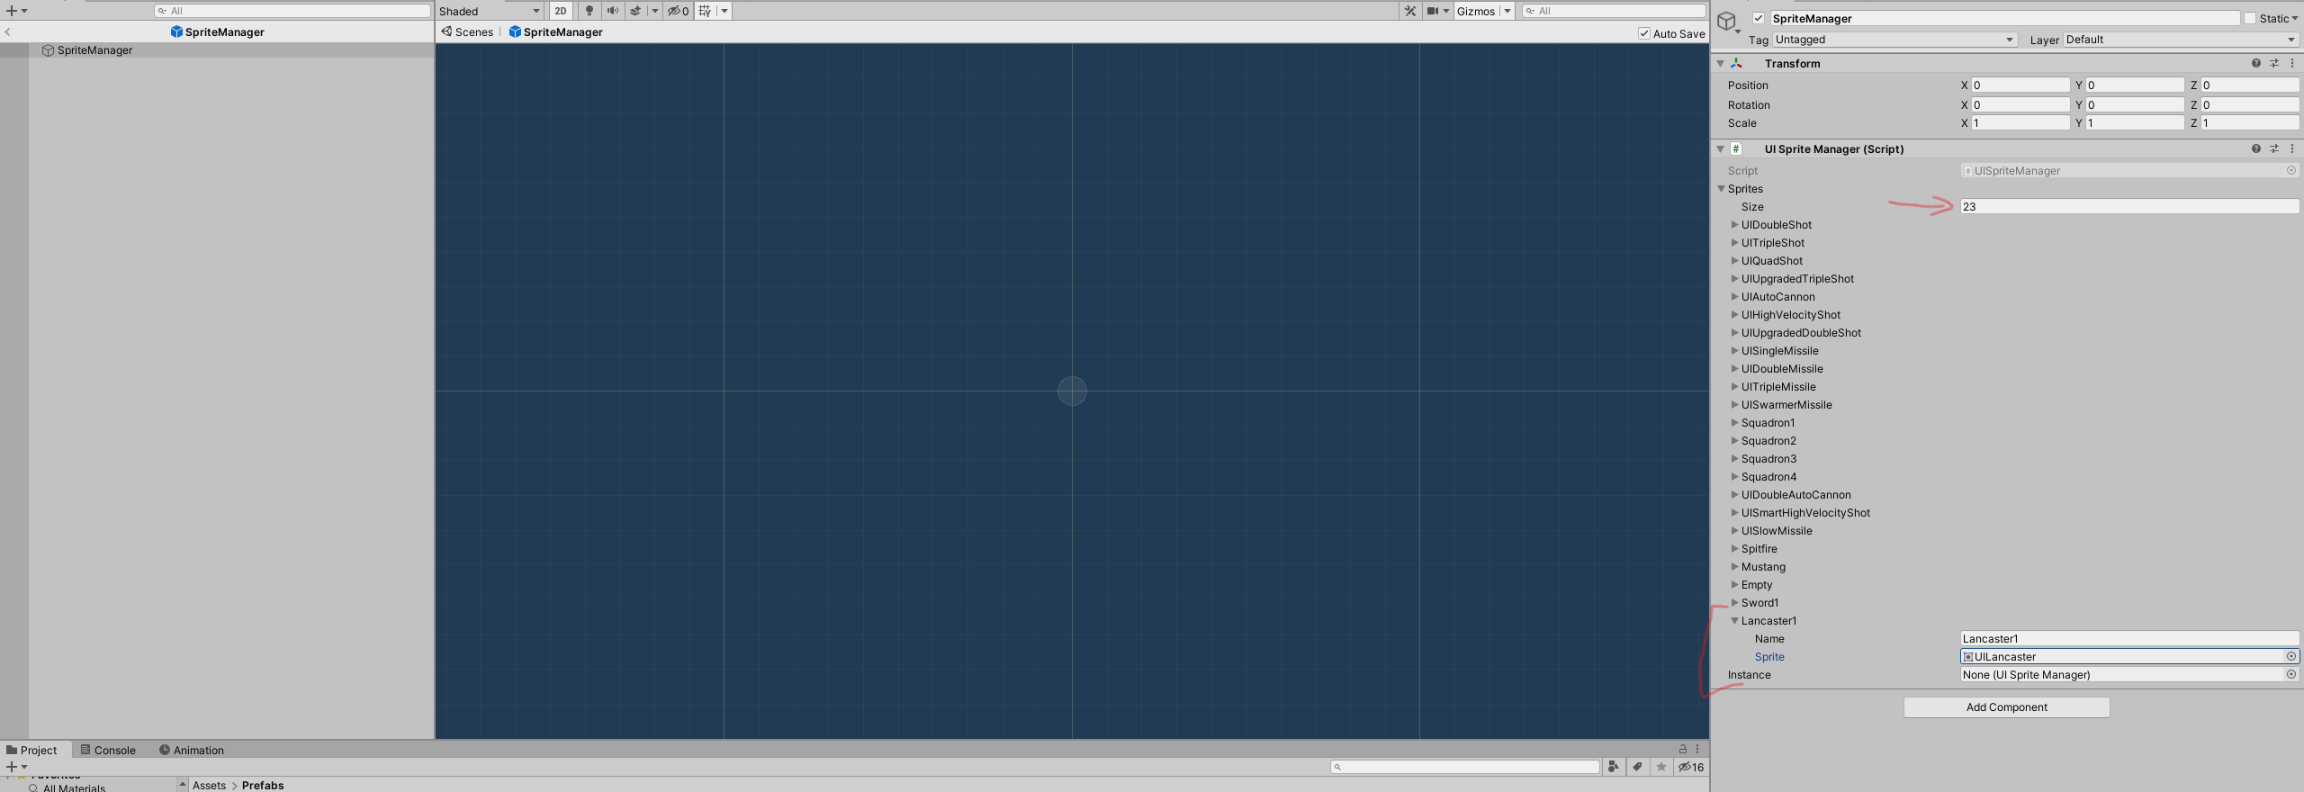 All
Shaded
2D
0
Gizmos
All
SpriteManager
Static
SpriteManager
Scenes
SpriteManager
Auto Save
Tag Untagged
Layer Default
SpriteManager
Transform
Position X 0 Y 0 Z 0
Rotation X 0 Y 0 Z 0
Scale X 1 Y 1 Z 1
UI Sprite Manager (Script)
Script UISpriteManager
Sprites
Size 23
UIDoubleShot
UITripleShot
UIQuadShot
UIUpgradedTripleShot
UIAutoCannon
UIHighVelocityShot
UIUpgradedDoubleShot
UISingleMissile
UIDoubleMissile
UITripleMissile
UISwarmerMissile
Squadron1
Squadron2
Squadron3
Squadron4
UIDoubleAutoCannon
UISmartHighVelocityShot
UISlowMissile
Spitfire
Mustang
Empty
Sword1
Lancaster1
Name Lancaster1
Sprite UILancaster
Instance None (UI Sprite Manager)
Add Component
Project
Console
Animation
16
Favorites
All Materials
Assets > Prefabs